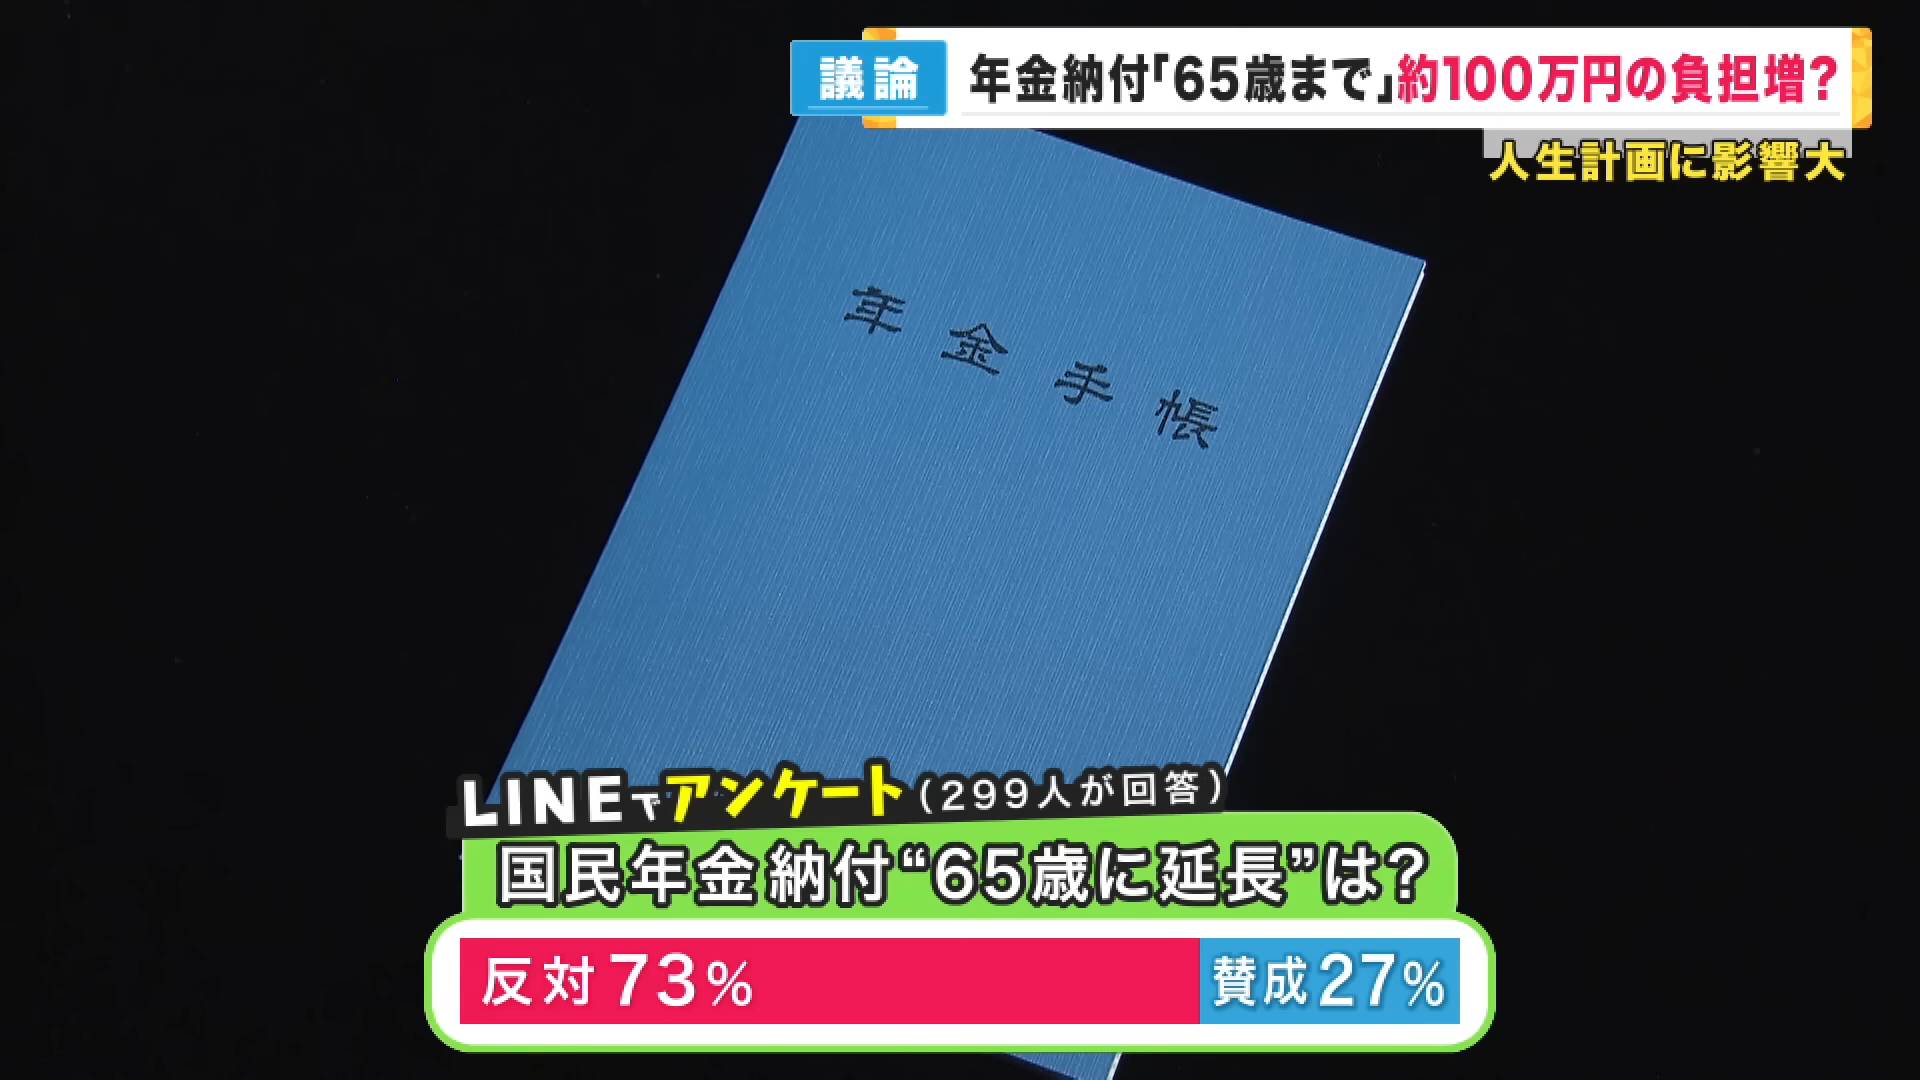 議論
年金納付「65歳まで」約100万円の負担増?
人生計画に影響大
年金手帳
LINEでアンケート(299人が回答)
国民年金納付“65歳に延長”は?
反対73% 賛成27%